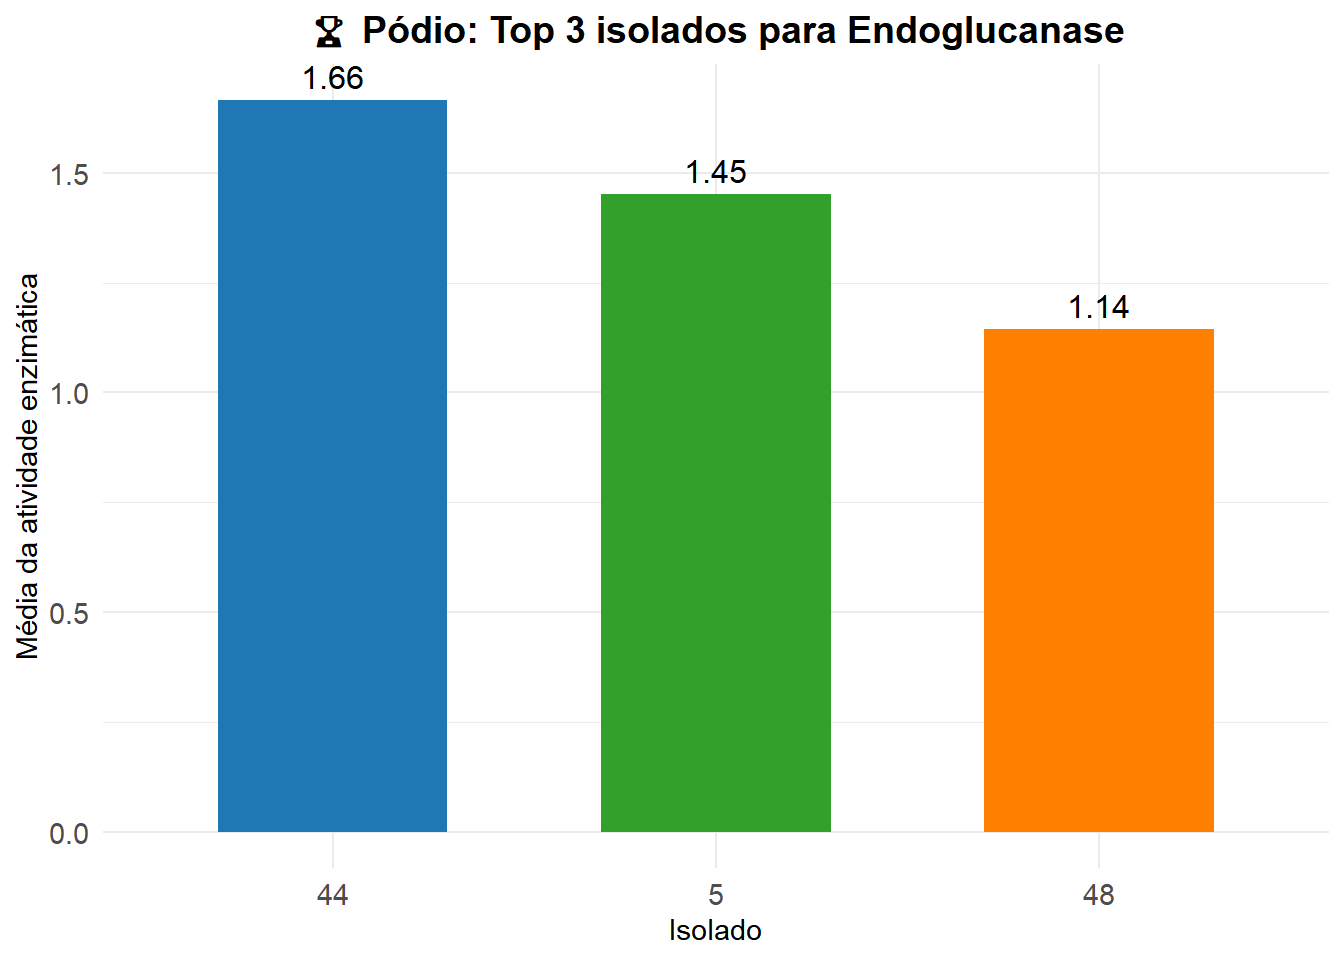 🏆 Pódio: Top 3 isolados para Endoglucanase
1.66
1.45
1.14
1.5
1.0
0.5
0.0
Média da atividade enzimática
44 5 48
Isolado